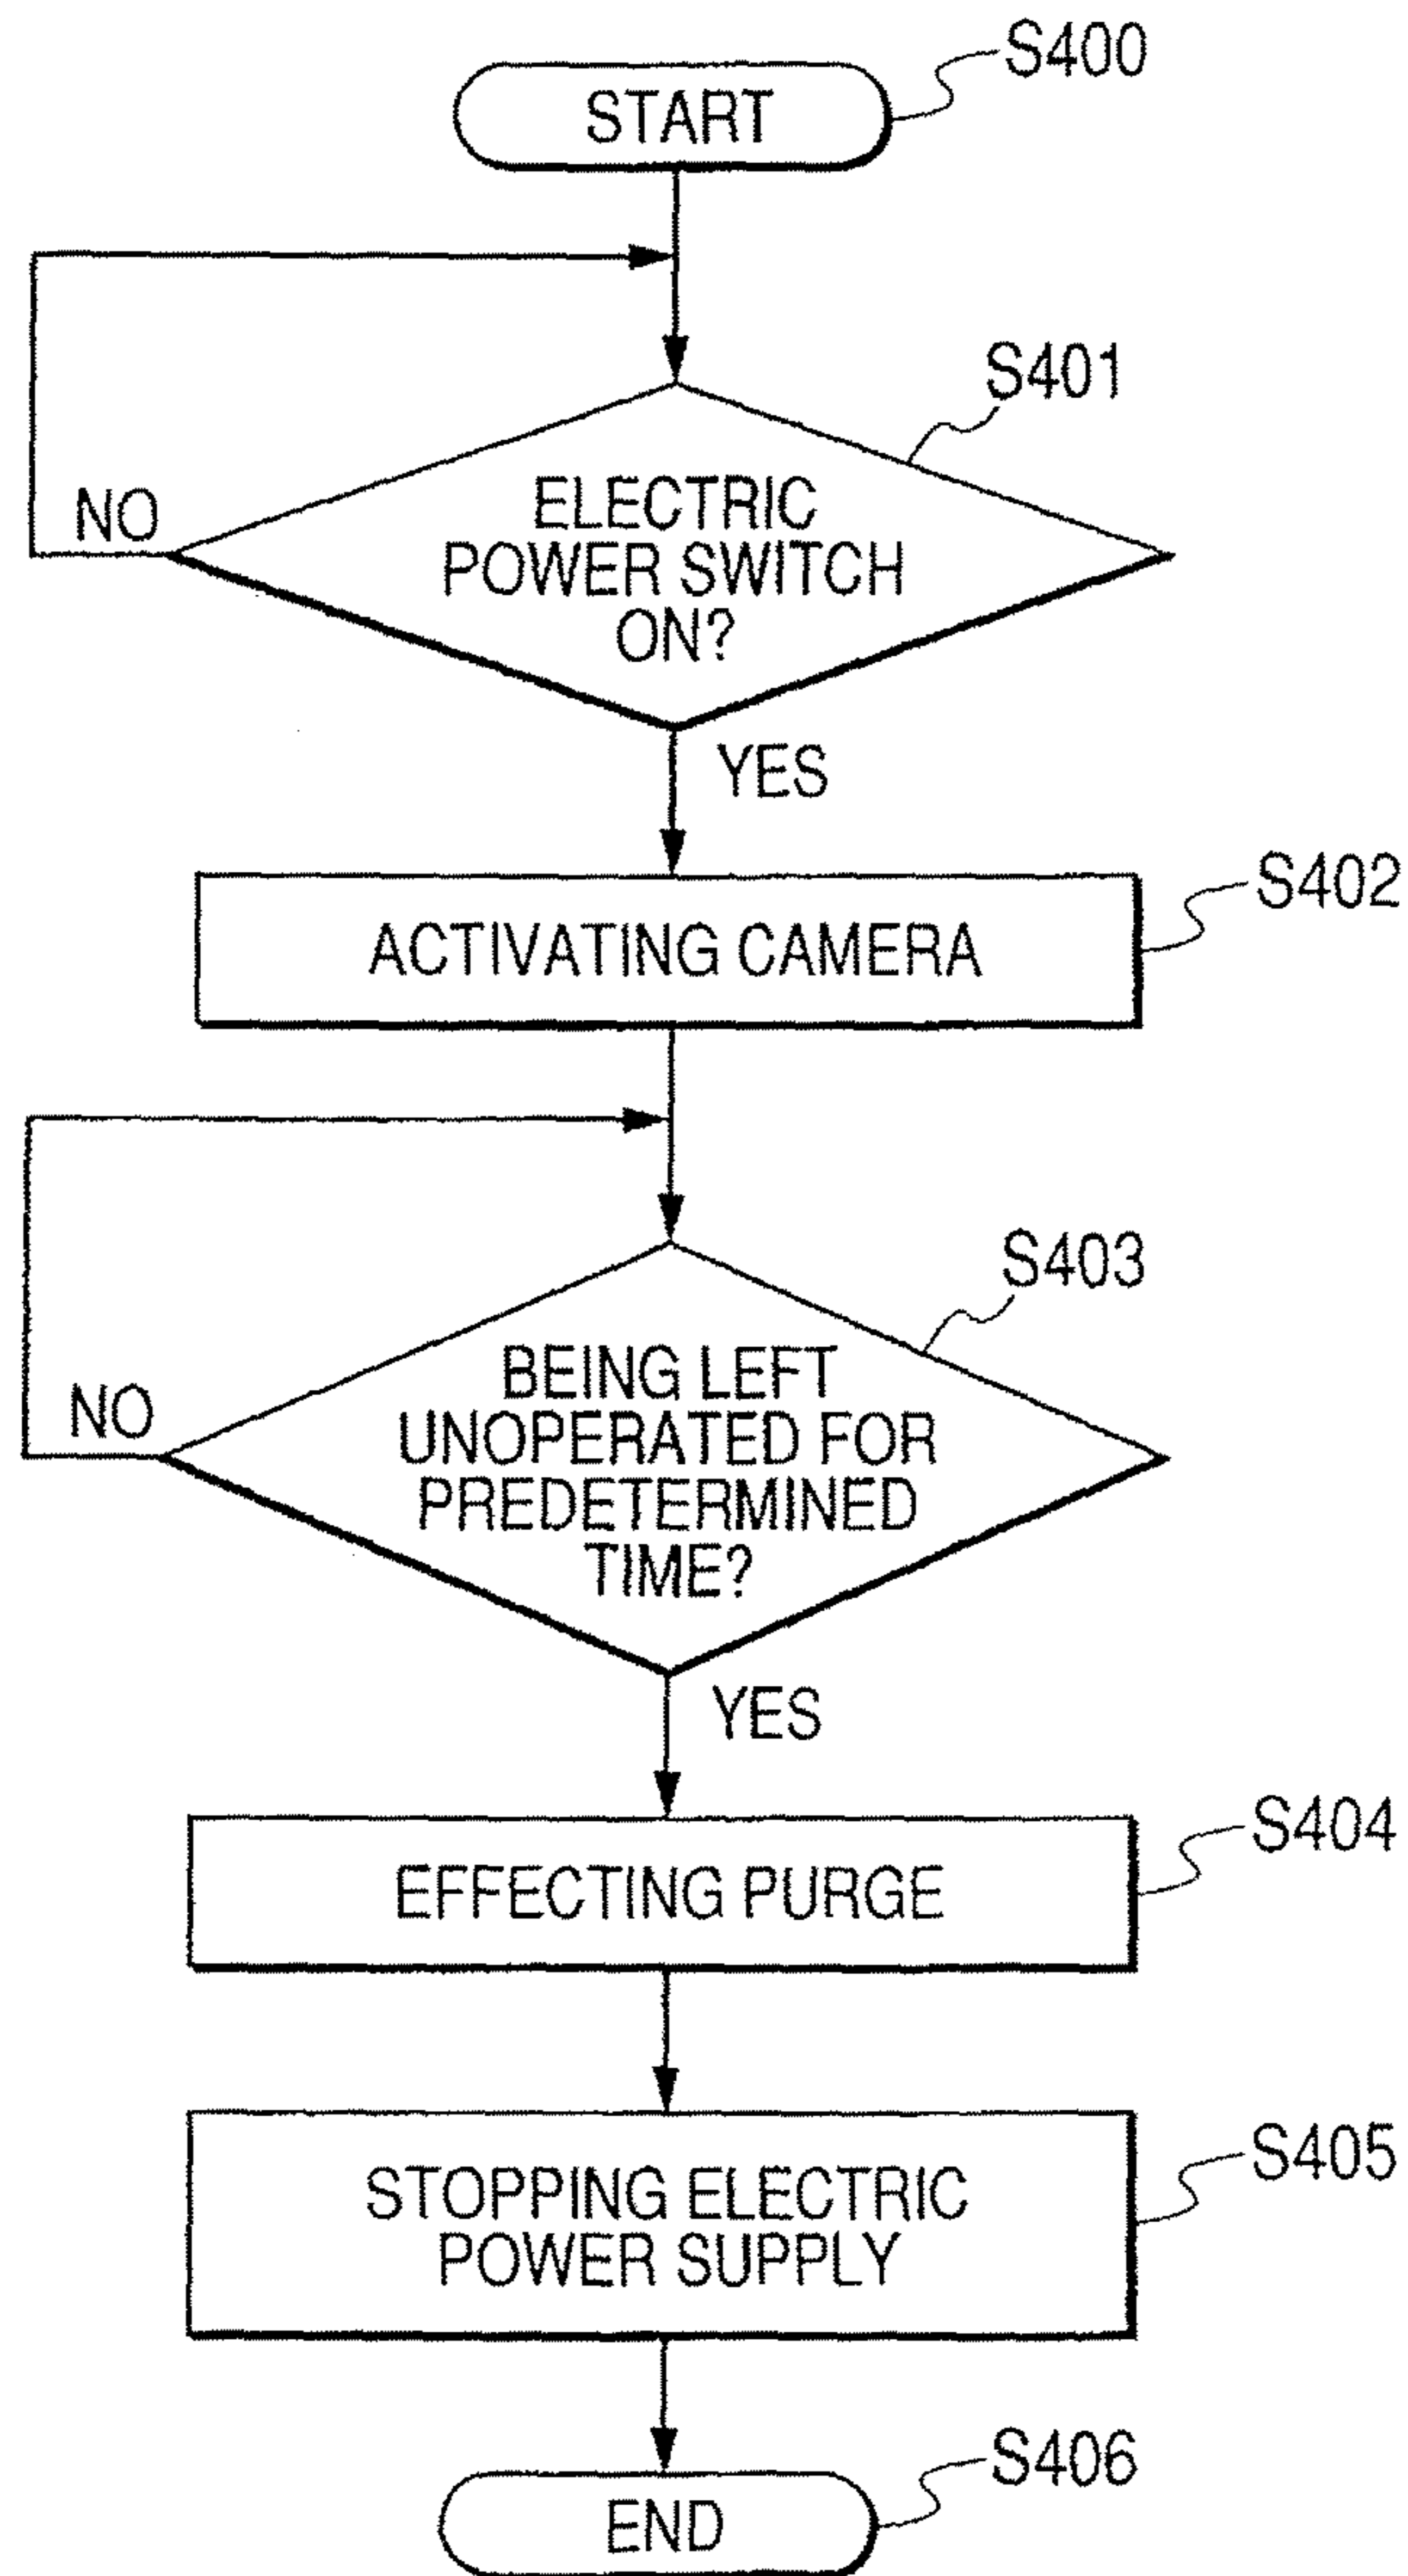 S400
START
S401
NO
ELECTRIC
POWER SWITCH
ON?
YES
S402
ACTIVATING CAMERA
S403
NO
BEING LEFT
UNOPERATED FOR
PREDETERMINED
TIME?
YES
S404
EFFECTING PURGE
S405
STOPPING ELECTRIC
POWER SUPPLY
S406
END